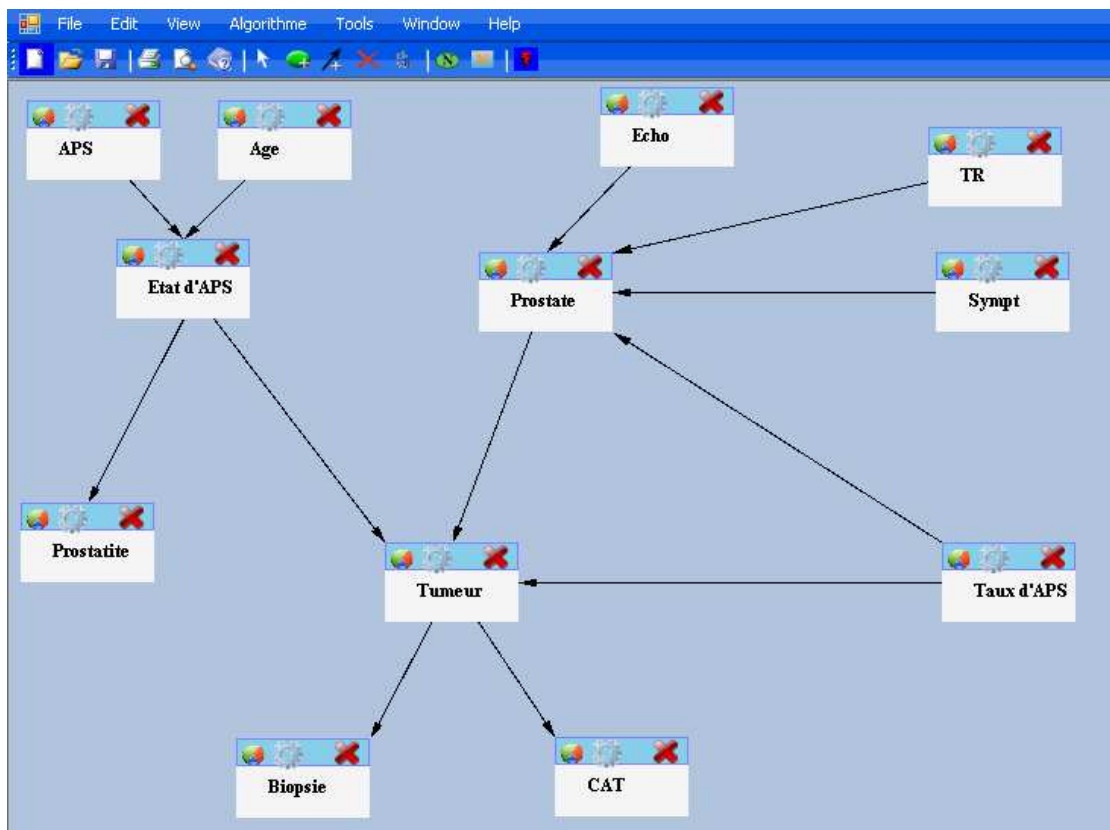 File Edit View Algorithme Tools Window Help
APS
Age
Echo
TR
Etat d'APS
Prostate
Sympt
Prostatite
Tumeur
Taux d'APS
Biopsie
CAT